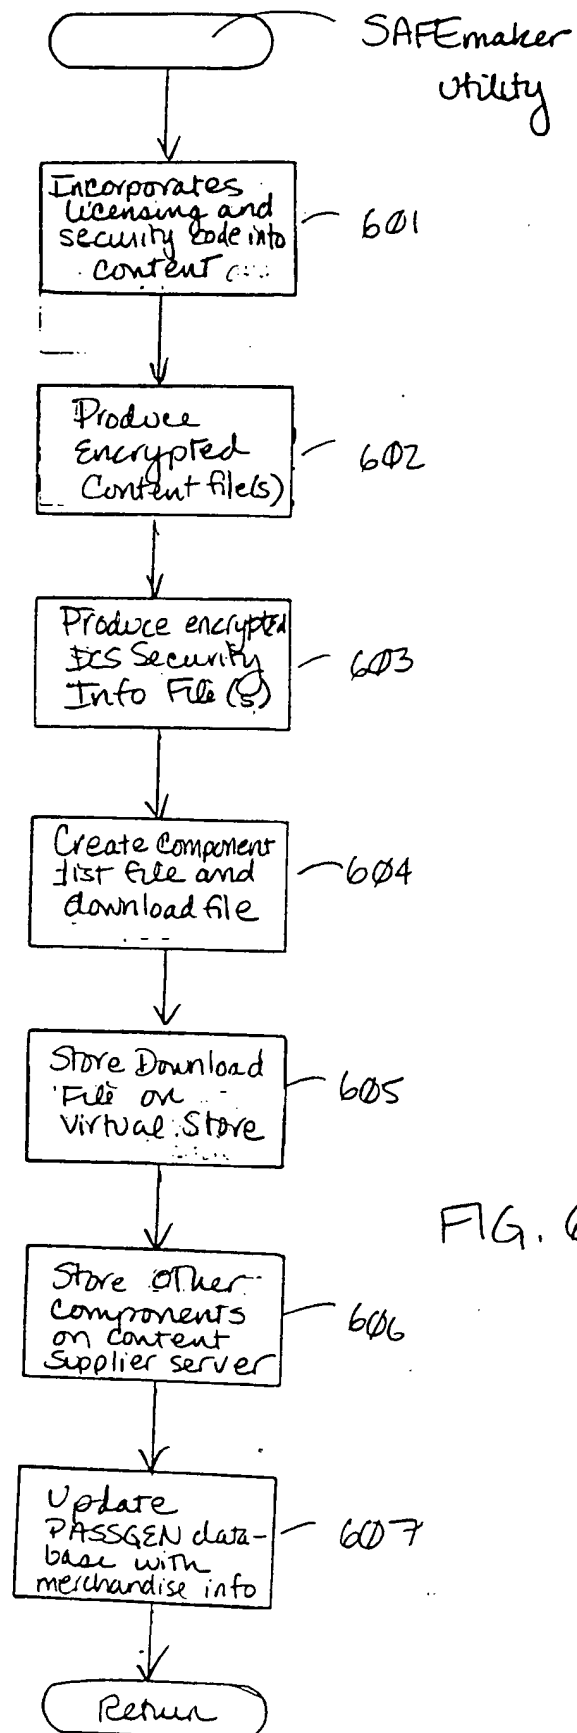 SAFEmaker
utility
Incorporates
licensing and
security code into
content
601
Produce
Encrypted
Content file(s)
602
Produce encrypted
ECS Security
Info File(s)
603
Create component
list file and
download file
604
Store Download
File on
Virtual Store
605
FIG. 6
Store other
components
on content
supplier server
606
Update
PASSGEN data-
base with
merchandise info
607
Return